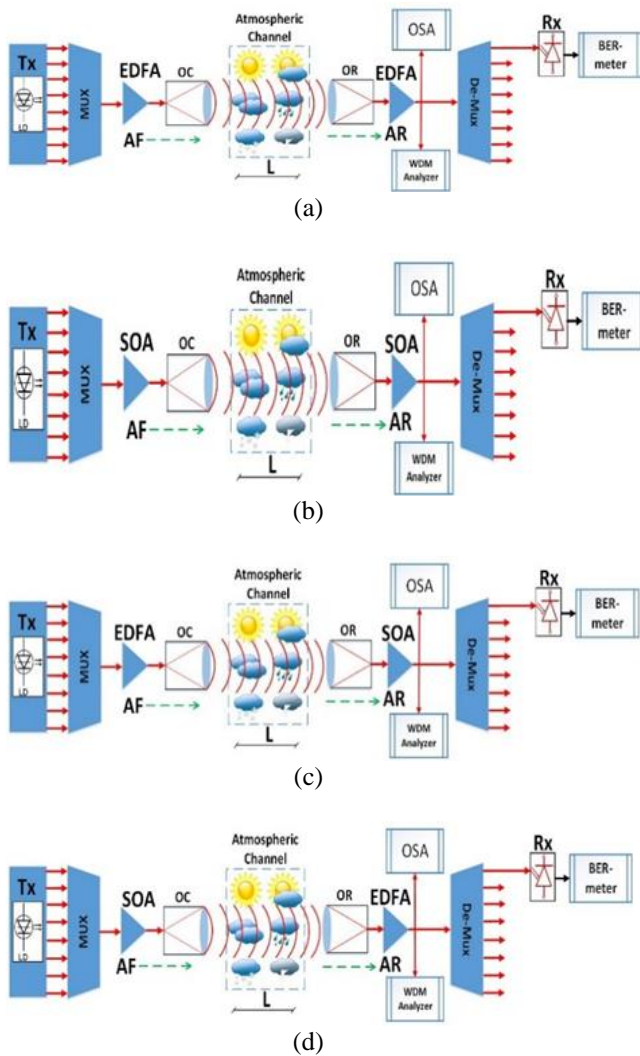 Atmospheric
Channel
OSA
Rx
BER-
meter
Tx
LD
MUX
EDFA
OC
OR
EDFA
De-Mux
AF
AR
L
WDM
Analyzer
(a)
Atmospheric
Channel
OSA
Rx
BER-
meter
Tx
LD
MUX
SOA
OC
OR
SOA
De-Mux
AF
AR
L
WDM
Analyzer
(b)
Atmospheric
Channel
OSA
Rx
BER-
meter
Tx
LD
MUX
EDFA
OC
OR
SOA
De-Mux
AF
AR
L
WDM
Analyzer
(c)
Atmospheric
Channel
OSA
Rx
BER-
meter
Tx
LD
MUX
SOA
OC
OR
EDFA
De-Mux
AF
AR
L
WDM
Analyzer
(d)